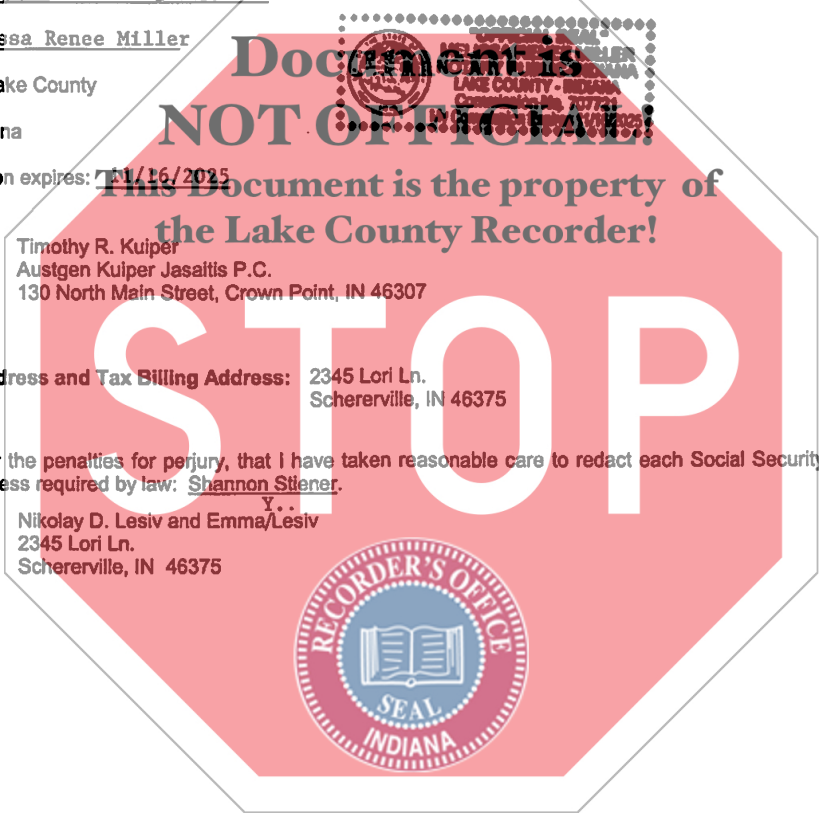 ssa Renee Miller
Document is
NOT OFFICIAL!
This Document is the property of
the Lake County Recorder!
ake County
LAKE COUNTY - INDIANA
na
n expires: 11/16/2025
Timothy R. Kuiper
Austgen Kuiper Jasaitis P.C.
130 North Main Street, Crown Point, IN 46307
STOP
dress and Tax Billing Address: 2345 Lori Ln.
Schererville, IN 46375
the penalties for perjury, that I have taken reasonable care to redact each Social Security
ess required by law: Shannon Stiener.
Y..
Nikolay D. Lesiv and Emma/Lesiv
2345 Lori Ln.
Schererville, IN 46375
RECORDER'S OFFICE
SEAL
INDIANA